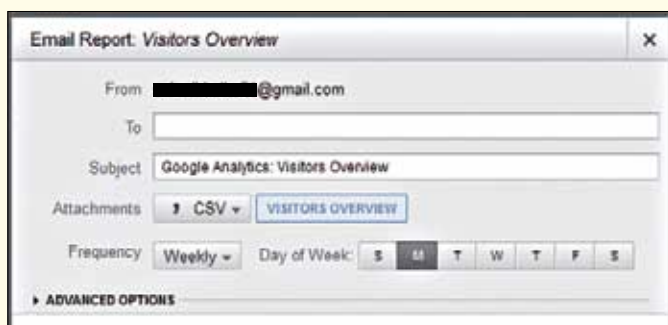 Email Report: Visitors Overview ×
From @gmail.com
To
Subject Google Analytics: Visitors Overview
Attachments CSV VISITORS OVERVIEW
Frequency Weekly Day of Week: S M T W T F S
ADVANCED OPTIONS